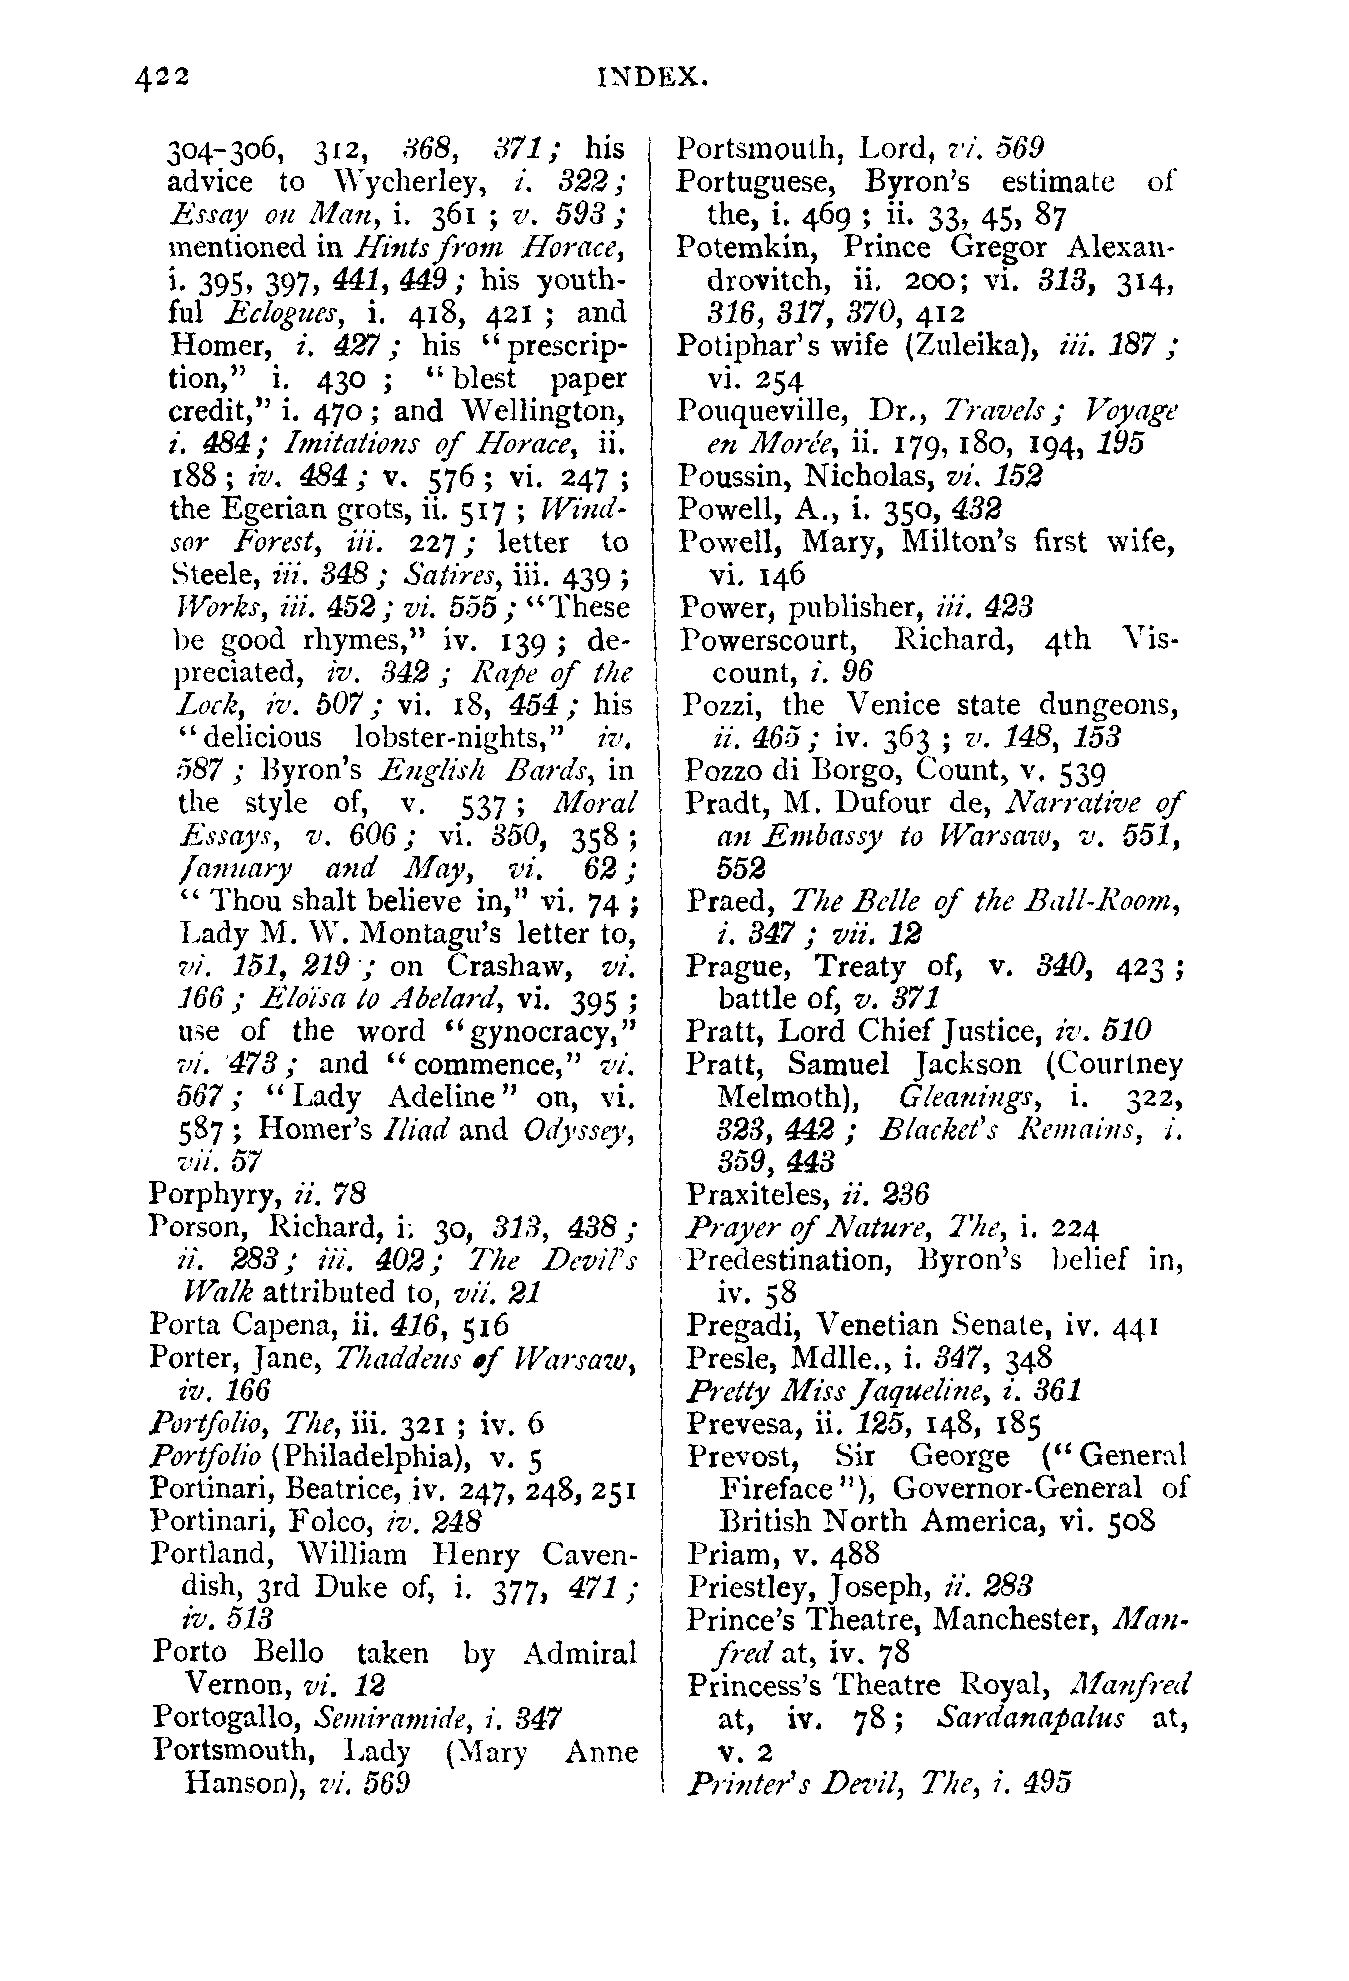 422 INDEX.
304-306, 312, 368, 371; his
advice to Wycherley, i. 322;
Essay on Man, i. 361 ; v. 593 ;
mentioned in Hints from Horace,
i. 395, 397, 441, 449 ; his youth-
ful Eclogues, i. 418, 421 ; and
Homer, i. 427 ; his “prescrip-
tion,” i. 430 ; “blest paper
credit,” i. 470 ; and Wellington,
i. 484 ; Imitations of Horace, ii.
188 ; iv. 484 ; v. 576 ; vi. 247 ;
the Egerian grots, ii. 517 ; Wind-
sor Forest, iii. 227 ; letter to
Steele, iii. 348 ; Satires, iii. 439 ;
Works, iii. 452 ; vi. 555 ; “These
be good rhymes,” iv. 139 ; de-
preciated, iv. 342 ; Rape of the
Lock, iv. 507 ; vi. 18, 454 ; his
“delicious lobster-nights,” iv.
587 ; Byron’s English Bards, in
the style of, v. 537 ; Moral
Essays, v. 606 ; vi. 350, 358 ;
January and May, vi. 62 ;
“Thou shalt believe in,” vi. 74 ;
Lady M. W. Montagu’s letter to,
vi. 151, 219 ; on Crashaw, vi.
166 ; Eloïsa to Abelard, vi. 395 ;
use of the word “gynocracy,”
vi. 473 ; and “commence,” vi.
567 ; “Lady Adeline” on, vi.
587 ; Homer’s Iliad and Odyssey,
vii. 57
Porphyry, ii. 78
Porson, Richard, i. 30, 313, 438 ;
ii. 283 ; iii. 402 ; The Devil’s
Walk attributed to, vii. 21
Porta Capena, ii. 416, 516
Porter, Jane, Thaddeus of Warsaw,
iv. 166
Portfolio, The, iii. 321 ; iv. 6
Portfolio (Philadelphia), v. 5
Portinari, Beatrice, iv. 247, 248, 251
Portinari, Folco, iv. 248
Portland, William Henry Caven-
dish, 3rd Duke of, i. 377, 471 ;
iv. 513
Porto Bello taken by Admiral
Vernon, vi. 12
Portogallo, Semiramide, i. 347
Portsmouth, Lady (Mary Anne
Hanson), vi. 569
Portsmouth, Lord, vi. 569
Portuguese, Byron’s estimate of
the, i. 469 ; ii. 33, 45, 87
Potemkin, Prince Gregor Alexan-
drovitch, ii. 200; vi. 313, 314,
316, 317, 370, 412
Potiphar’s wife (Zuleika), iii. 187 ;
vi. 254
Pouqueville, Dr., Travels ; Voyage
en Morée, ii. 179, 180, 194, 195
Poussin, Nicholas, vi. 152
Powell, A., i. 350, 432
Powell, Mary, Milton’s first wife,
vi. 146
Power, publisher, iii. 423
Powerscourt, Richard, 4th Vis-
count, i. 96
Pozzi, the Venice state dungeons,
ii. 465 ; iv. 363 ; v. 148, 153
Pozzo di Borgo, Count, v. 539
Pradt, M. Dufour de, Narrative of
an Embassy to Warsaw, v. 551,
552
Praed, The Belle of the Ball-Room,
i. 347 ; vii. 12
Prague, Treaty of, v. 340, 423 ;
battle of, v. 371
Pratt, Lord Chief Justice, iv. 510
Pratt, Samuel Jackson (Courtney
Melmoth), Gleanings, i. 322,
323, 442 ; Blacket’s Remains, i.
359, 443
Praxiteles, ii. 236
Prayer of Nature, The, i. 224
Predestination, Byron’s belief in,
iv. 58
Pregadi, Venetian Senate, iv. 441
Presle, Mdlle., i. 347, 348
Pretty Miss Jaqueline, i. 361
Prevesa, ii. 125, 148, 185
Prevost, Sir George (“General
Fireface”), Governor-General of
British North America, vi. 508
Priam, v. 488
Priestley, Joseph, ii. 283
Prince’s Theatre, Manchester, Man-
fred at, iv. 78
Princess’s Theatre Royal, Manfred
at, iv. 78 ; Sardanapalus at,
v. 2
Printer’s Devil, The, i. 495